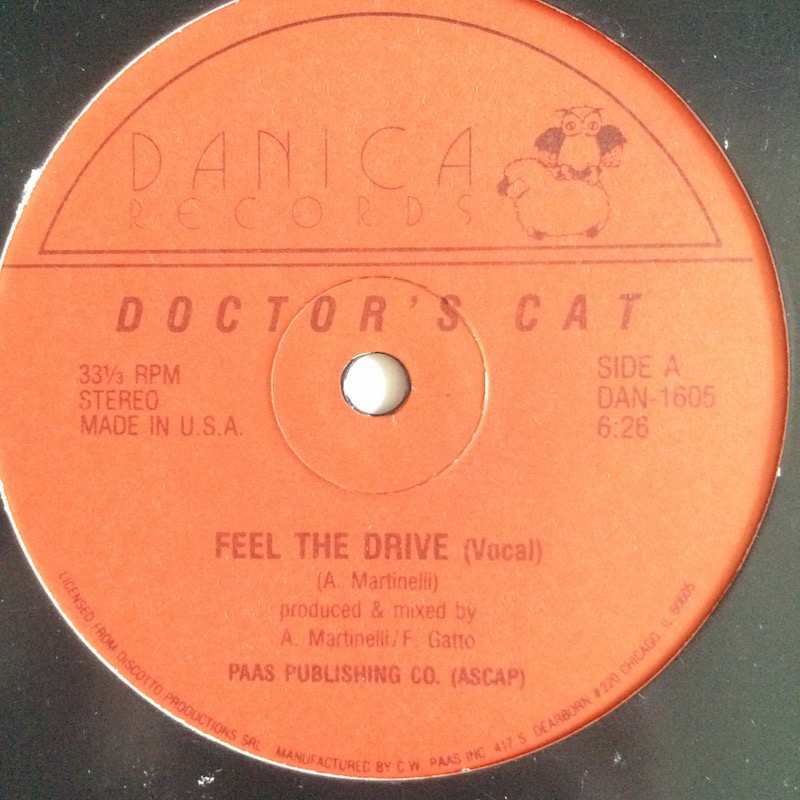 DANICA
RECORDS
DOCTOR'S CAT
33⅓ RPM
STEREO
MADE IN U.S.A.
SIDE A
DAN-1605
6:26
FEEL THE DRIVE (Vocal)
(A. Martinelli)
produced & mixed by
A. Martinelli/F. Gatto
PAAS PUBLISHING CO. (ASCAP)
LICENSED FROM DISCOTTO PRODUCTIONS SRL MANUFACTURED BY C.W. PAAS INC. 417 S. DEARBORN #220 CHICAGO IL 60605